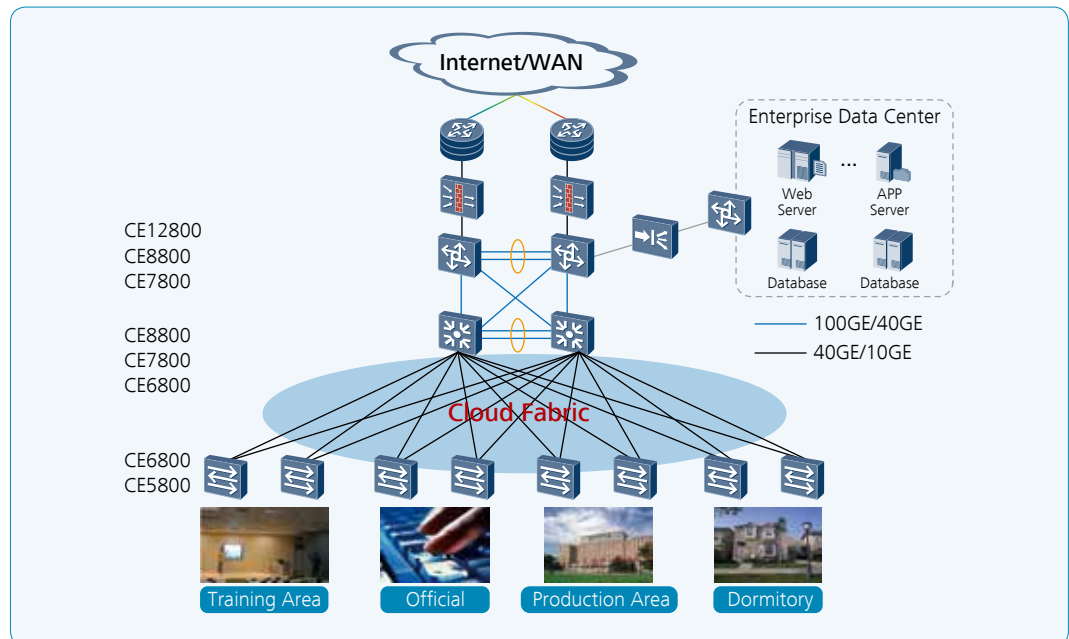 Internet/WAN
Enterprise Data Center
...
Web
Server
APP
Server
Database
Database
CE12800
CE8800
CE7800
100GE/40GE
40GE/10GE
CE8800
CE7800
CE6800
Cloud Fabric
CE6800
CE5800
Training Area
Official
Production Area
Dormitory